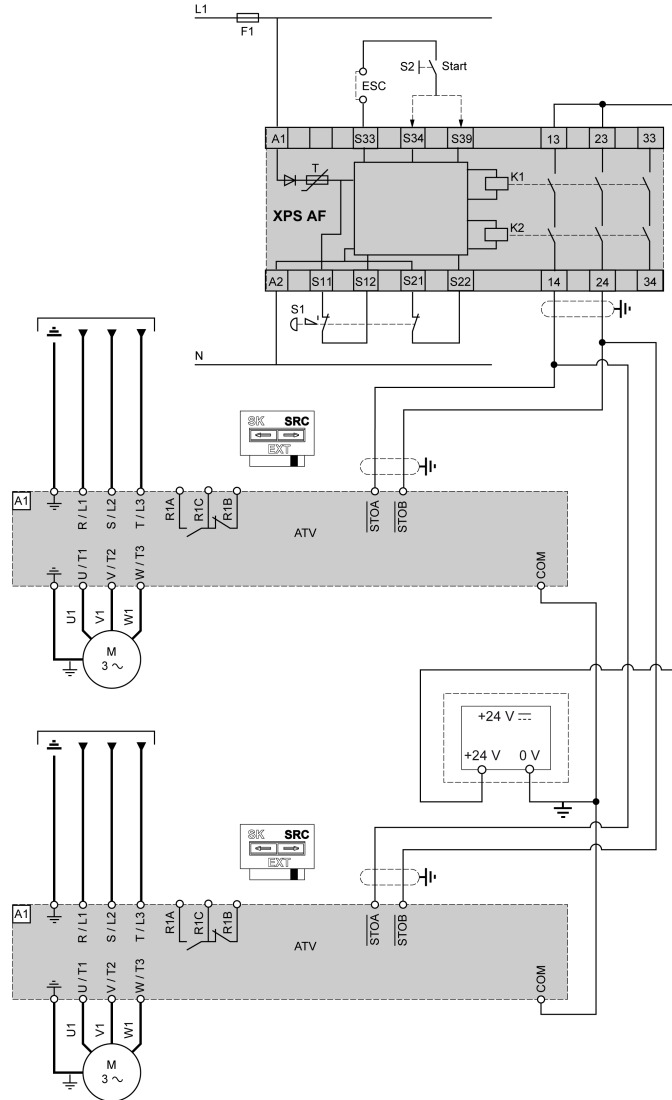 L1
F1
S2 Start
ESC
A1 S33 S34 S39 13 23 33
T
K1
XPS AF
K2
A2 S11 S12 S21 S22 14 24 34
S1
N
SK SRC
EXT
A1
R / L1
S / L2
T / L3
R1A
R1C
R1B
STOA
STOB
ATV
U / T1
V / T2
W / T3
COM
U1
V1
W1
M
3 ~
+24 V
+24 V 0 V
SK SRC
EXT
A1
R / L1
S / L2
T / L3
R1A
R1C
R1B
STOA
STOB
ATV
U / T1
V / T2
W / T3
COM
U1
V1
W1
M
3 ~